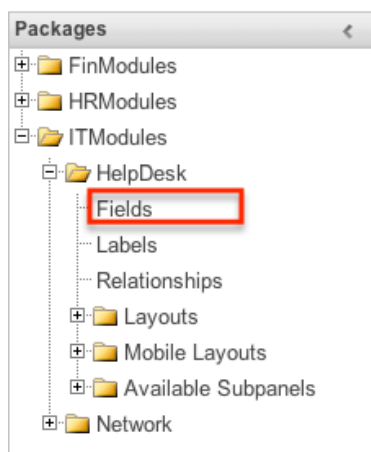 Packages
FinModules
HRModules
ITModules
HelpDesk
Fields
Labels
Relationships
Layouts
Mobile Layouts
Available Subpanels
Network